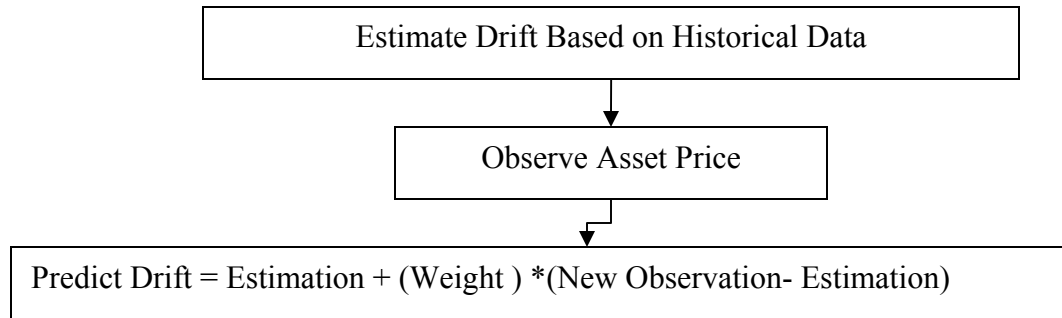 Estimate Drift Based on Historical Data
Observe Asset Price
Predict Drift = Estimation + (Weight ) *(New Observation- Estimation)